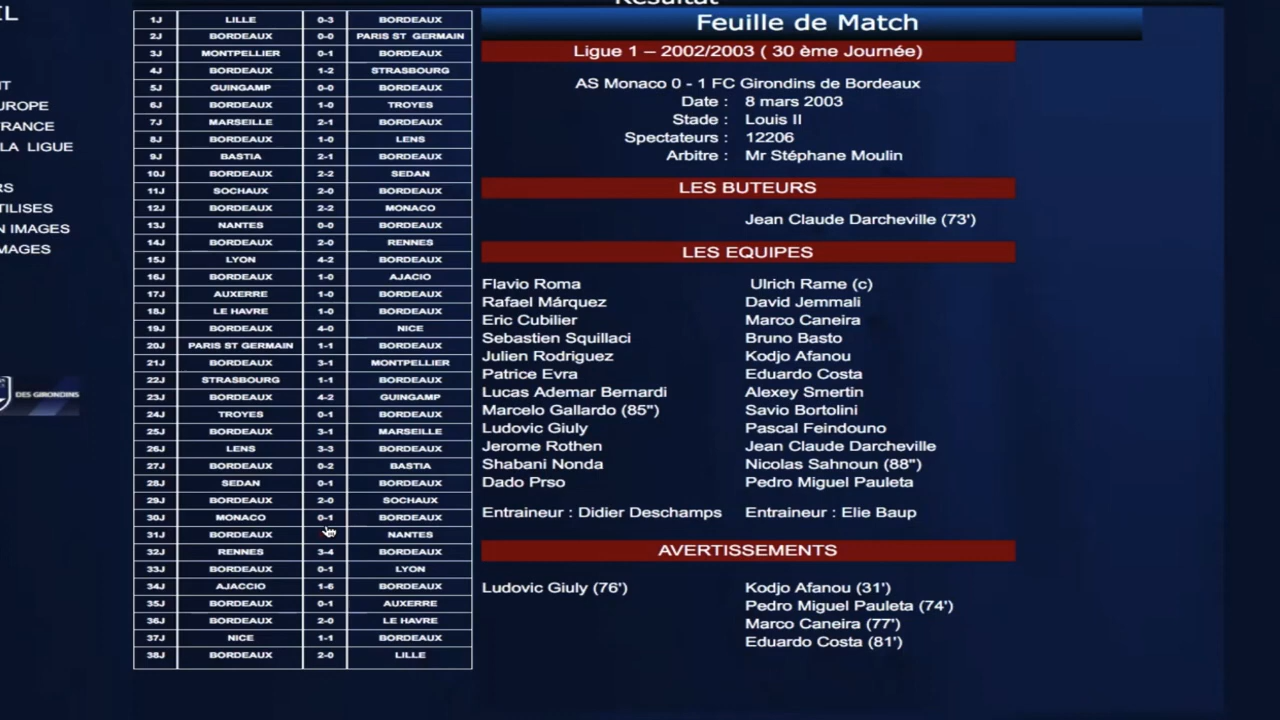 Résultat
Feuille de Match
Ligue 1 – 2002/2003 ( 30 ème Journée)
AS Monaco 0 - 1 FC Girondins de Bordeaux
Date : 8 mars 2003
Stade : Louis II
Spectateurs : 12206
Arbitre : Mr Stéphane Moulin
LES BUTEURS
Jean Claude Darcheville (73')
LES EQUIPES
Flavio Roma Ulrich Rame (c)
Rafael Márquez David Jemmali
Eric Cubilier Marco Caneira
Sebastien Squillaci Bruno Basto
Julien Rodriguez Kodjo Afanou
Patrice Evra Eduardo Costa
Lucas Ademar Bernardi Alexey Smertin
Marcelo Gallardo (85") Savio Bortolini
Ludovic Giuly Pascal Feindouno
Jerome Rothen Jean Claude Darcheville
Shabani Nonda Nicolas Sahnoun (88")
Dado Prso Pedro Miguel Pauleta
Entraineur : Didier Deschamps Entraineur : Elie Baup
AVERTISSEMENTS
Ludovic Giuly (76') Kodjo Afanou (31')
Pedro Miguel Pauleta (74')
Marco Caneira (77')
Eduardo Costa (81')
1J LILLE 0-3 BORDEAUX
2J BORDEAUX 0-0 PARIS ST GERMAIN
3J MONTPELLIER 0-1 BORDEAUX
4J BORDEAUX 1-2 STRASBOURG
5J GUINGAMP 0-0 BORDEAUX
6J BORDEAUX 1-0 TROYES
7J MARSEILLE 2-1 BORDEAUX
8J BORDEAUX 1-0 LENS
9J BASTIA 2-1 BORDEAUX
10J BORDEAUX 2-2 SEDAN
11J SOCHAUX 2-0 BORDEAUX
12J BORDEAUX 2-2 MONACO
13J NANTES 0-0 BORDEAUX
14J BORDEAUX 2-0 RENNES
15J LYON 4-2 BORDEAUX
16J BORDEAUX 1-0 AJACIO
17J AUXERRE 1-0 BORDEAUX
18J LE HAVRE 1-0 BORDEAUX
19J BORDEAUX 4-0 NICE
20J PARIS ST GERMAIN 1-1 BORDEAUX
21J BORDEAUX 3-1 MONTPELLIER
22J STRASBOURG 1-1 BORDEAUX
23J BORDEAUX 4-2 GUINGAMP
24J TROYES 0-1 BORDEAUX
25J BORDEAUX 3-1 MARSEILLE
26J LENS 3-3 BORDEAUX
27J BORDEAUX 0-2 BASTIA
28J SEDAN 0-1 BORDEAUX
29J BORDEAUX 2-0 SOCHAUX
30J MONACO 0-1 BORDEAUX
31J BORDEAUX NANTES
32J RENNES 3-4 BORDEAUX
33J BORDEAUX 0-1 LYON
34J AJACCIO 1-6 BORDEAUX
35J BORDEAUX 0-1 AUXERRE
36J BORDEAUX 2-0 LE HAVRE
37J NICE 1-1 BORDEAUX
38J BORDEAUX 2-0 LILLE
LA LIGUE
IMAGES
DES GIRONDINS